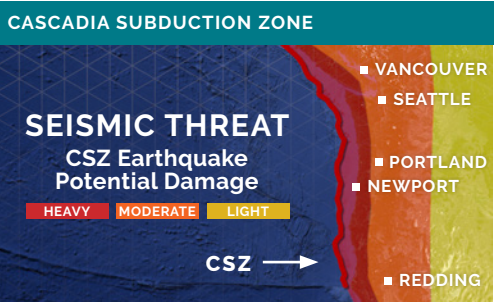 CASCADIA SUBDUCTION ZONE
VANCOUVER
SEATTLE
SEISMIC THREAT
CSZ Earthquake
Potential Damage
PORTLAND
NEWPORT
HEAVY MODERATE LIGHT
CSZ
REDDING